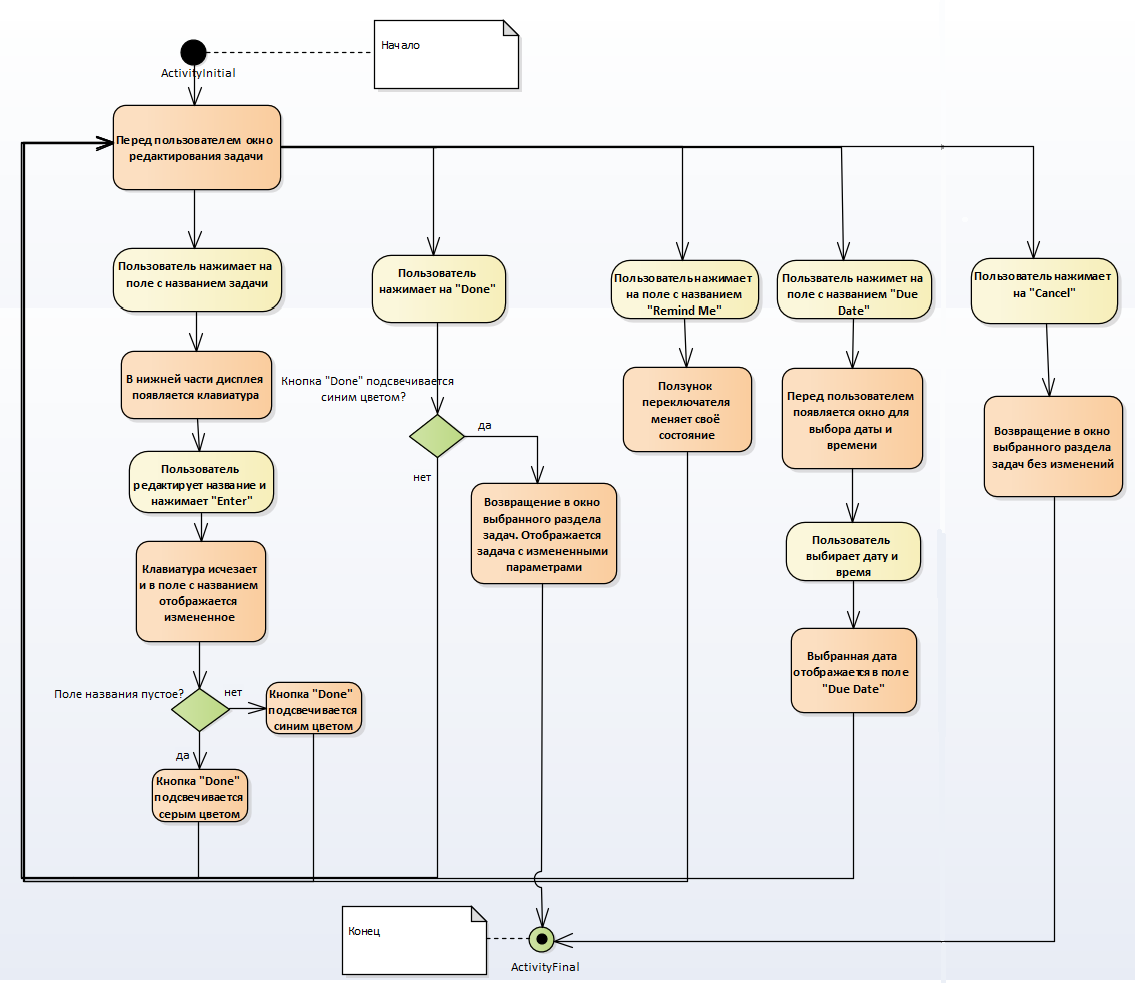 Начало
ActivityInitial
Перед пользователем окно
редактирования задачи
Пользователь нажимает на
поле с названием задачи
Пользователь
нажимает на "Done"
Пользователь нажимает
на поле с названием
"Remind Me"
Пользватель нажимет на
поле с названием "Due
Date"
Пользователь нажимает
на "Cancel"
В нижней части дисплея
появляется клавиатура
Кнопка "Done" подсвечивается
синим цветом?
да
нет
Ползунок
переключателя
меняет своё
состояние
Перед пользователем
появляется окно для
выбора даты и
времени
Возвращение в окно
выбранного раздела
задач без изменений
Пользователь
редактирует название и
нажимает "Enter"
Возвращение в окно
выбранного раздела
задач. Отображается
задача с измененными
параметрами
Пользователь
выбирает дату и
время
Клавиатура исчезает
и в поле с названием
отображается
измененное
Выбранная дата
отображается в поле
"Due Date"
Поле названия пустое?
нет
Кнопка "Done"
подсвечивается
синим цветом
да
Кнопка "Done"
подсвечивается
серым цветом
Конец
ActivityFinal